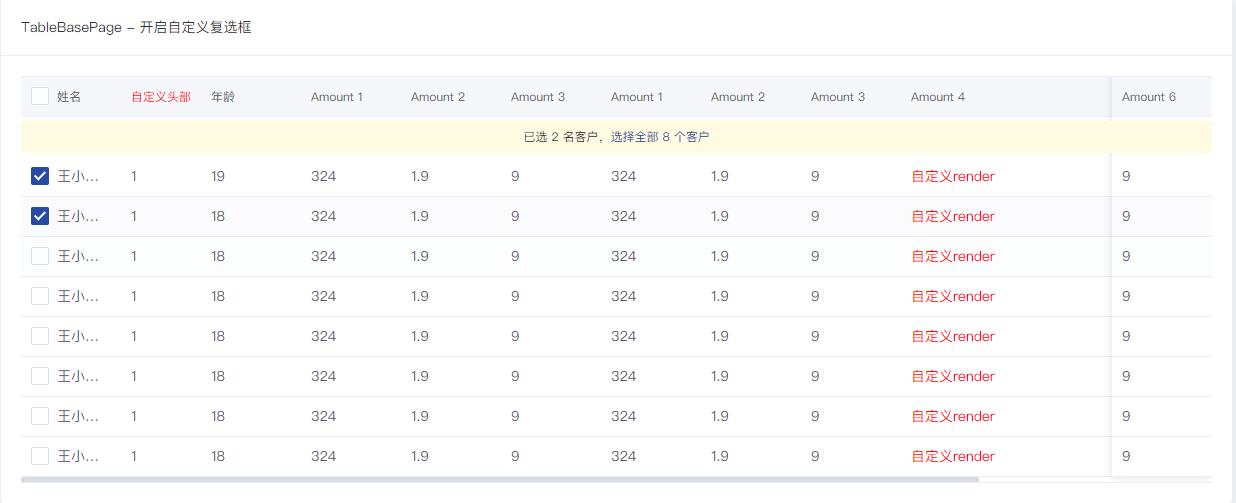 TableBasePage - 开启自定义复选框
姓名 自定义头部 年龄 Amount 1 Amount 2 Amount 3 Amount 1 Amount 2 Amount 3 Amount 4 Amount 6
已选 2 名客户，选择全部 8 个客户
王小... 1 19 324 1.9 9 324 1.9 9 自定义render 9
王小... 1 18 324 1.9 9 324 1.9 9 自定义render 9
王小... 1 18 324 1.9 9 324 1.9 9 自定义render 9
王小... 1 18 324 1.9 9 324 1.9 9 自定义render 9
王小... 1 18 324 1.9 9 324 1.9 9 自定义render 9
王小... 1 18 324 1.9 9 324 1.9 9 自定义render 9
王小... 1 18 324 1.9 9 324 1.9 9 自定义render 9
王小... 1 18 324 1.9 9 324 1.9 9 自定义render 9